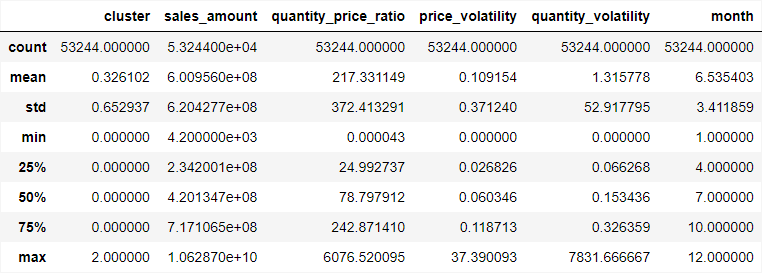 cluster sales_amount quantity_price_ratio price_volatility quantity_volatility month
count 53244.000000 5.324400e+04 53244.000000 53244.000000 53244.000000 53244.000000
mean 0.326102 6.009560e+08 217.331149 0.109154 1.315778 6.535403
std 0.652937 6.204277e+08 372.413291 0.371240 52.917795 3.411859
min 0.000000 4.200000e+03 0.000043 0.000000 0.000000 1.000000
25% 0.000000 2.342001e+08 24.992737 0.026826 0.066268 4.000000
50% 0.000000 4.201347e+08 78.797912 0.060346 0.153436 7.000000
75% 0.000000 7.171065e+08 242.871410 0.118713 0.326359 10.000000
max 2.000000 1.062870e+10 6076.520095 37.390093 7831.666667 12.000000